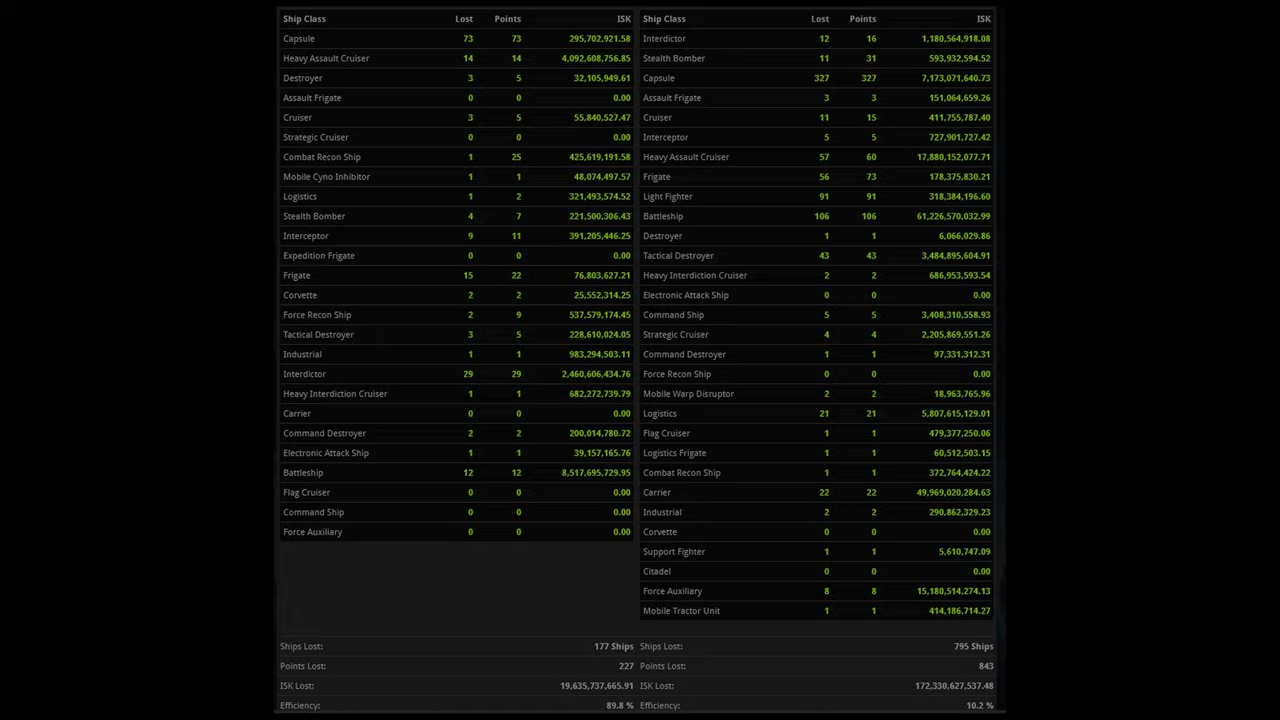 Ship Class Lost Points ISK
Capsule 73 73 295,702,921.58
Heavy Assault Cruiser 14 14 4,092,608,756.85
Destroyer 3 5 32,105,949.61
Assault Frigate 0 0 0.00
Cruiser 3 5 55,840,527.47
Strategic Cruiser 0 0 0.00
Combat Recon Ship 1 25 425,619,191.58
Mobile Cyno Inhibitor 1 1 48,074,497.57
Logistics 1 2 321,493,574.52
Stealth Bomber 4 7 221,500,306.43
Interceptor 9 11 391,205,446.25
Expedition Frigate 0 0 0.00
Frigate 15 22 76,803,627.21
Corvette 2 2 25,552,314.25
Force Recon Ship 2 9 537,579,174.45
Tactical Destroyer 3 5 228,610,024.05
Industrial 1 1 983,294,503.11
Interdictor 29 29 2,460,606,434.76
Heavy Interdiction Cruiser 1 1 682,272,739.79
Carrier 0 0 0.00
Command Destroyer 2 2 200,014,780.72
Electronic Attack Ship 1 1 39,157,165.76
Battleship 12 12 8,517,695,729.95
Flag Cruiser 0 0 0.00
Command Ship 0 0 0.00
Force Auxiliary 0 0 0.00
Ships Lost: 177 Ships
Points Lost: 227
ISK Lost: 19,635,737,665.91
Efficiency: 89.8 %
Ship Class Lost Points ISK
Interdictor 12 16 1,180,564,918.08
Stealth Bomber 11 31 593,932,594.52
Capsule 327 327 7,173,071,640.73
Assault Frigate 3 3 151,064,659.26
Cruiser 11 15 411,755,787.40
Interceptor 5 5 727,901,727.42
Heavy Assault Cruiser 57 60 17,880,152,077.71
Frigate 56 73 178,375,830.21
Light Fighter 91 91 318,384,196.60
Battleship 106 106 61,226,570,032.99
Destroyer 1 1 6,066,029.86
Tactical Destroyer 43 43 3,484,895,604.91
Heavy Interdiction Cruiser 2 2 686,953,593.54
Electronic Attack Ship 0 0 0.00
Command Ship 5 5 3,408,310,558.93
Strategic Cruiser 4 4 2,205,869,551.26
Command Destroyer 1 1 97,331,312.31
Force Recon Ship 0 0 0.00
Mobile Warp Disruptor 2 2 18,963,765.96
Logistics 21 21 5,807,615,129.01
Flag Cruiser 1 1 479,377,250.06
Logistics Frigate 1 1 60,512,503.15
Combat Recon Ship 1 1 372,764,424.22
Carrier 22 22 49,969,020,284.63
Industrial 2 2 290,862,329.23
Corvette 0 0 0.00
Support Fighter 1 1 5,610,747.09
Citadel 0 0 0.00
Force Auxiliary 8 8 15,180,514,274.13
Mobile Tractor Unit 1 1 414,186,714.27
Ships Lost: 795 Ships
Points Lost: 843
ISK Lost: 172,330,627,537.48
Efficiency: 10.2 %